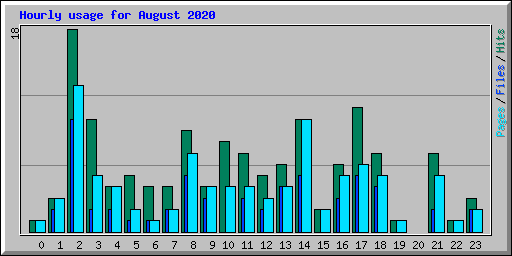 Hourly usage for August 2020
18
Pages / Files / Hits
0 1 2 3 4 5 6 7 8 9 10 11 12 13 14 15 16 17 18 19 20 21 22 23